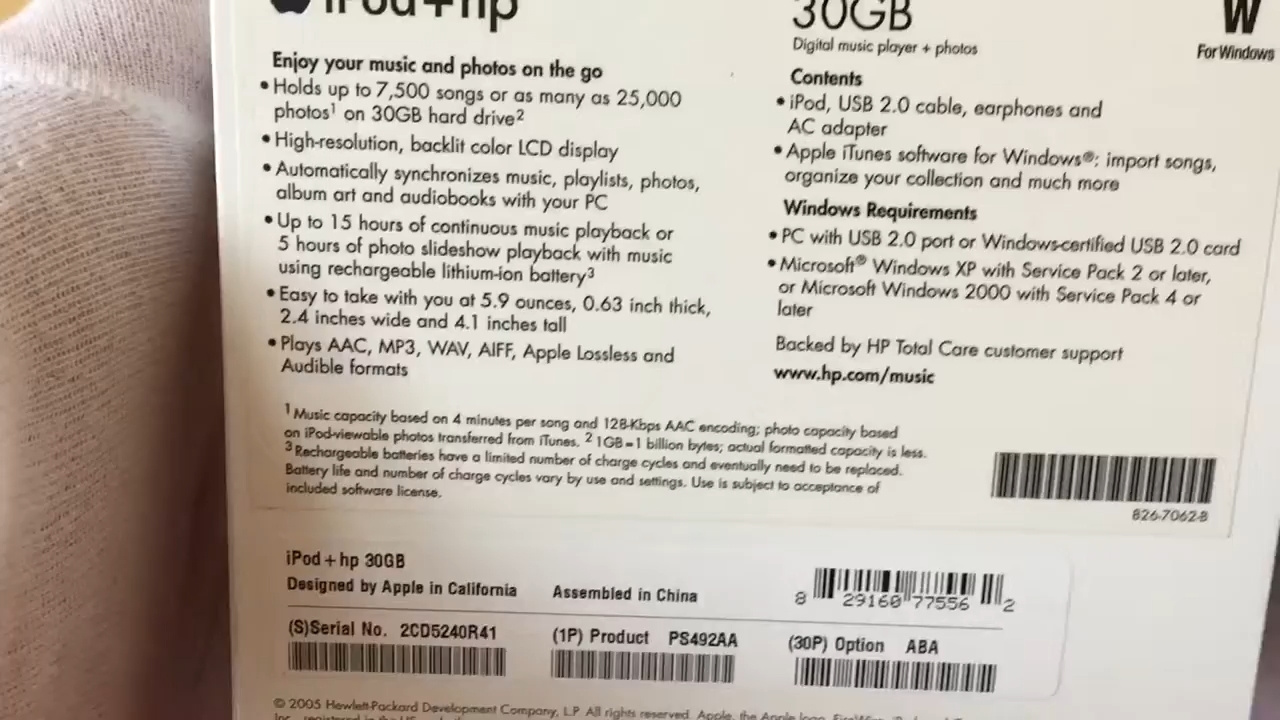 iPod+hp
Enjoy your music and photos on the go
• Holds up to 7,500 songs or as many as 25,000
photos¹ on 30GB hard drive²
• High-resolution, backlit color LCD display
• Automatically synchronizes music, playlists, photos,
album art and audiobooks with your PC
• Up to 15 hours of continuous music playback or
5 hours of photo slideshow playback with music
using rechargeable lithium-ion battery³
• Easy to take with you at 5.9 ounces, 0.63 inch thick,
2.4 inches wide and 4.1 inches tall
• Plays AAC, MP3, WAV, AIFF, Apple Lossless and
Audible formats
30GB
Digital music player + photos
W
For Windows
Contents
• iPod, USB 2.0 cable, earphones and
AC adapter
• Apple iTunes software for Windows®: import songs,
organize your collection and much more
Windows Requirements
• PC with USB 2.0 port or Windows-certified USB 2.0 card
• Microsoft® Windows XP with Service Pack 2 or later,
or Microsoft Windows 2000 with Service Pack 4 or
later
Backed by HP Total Care customer support
www.hp.com/music
¹ Music capacity based on 4 minutes per song and 128-Kbps AAC encoding; photo capacity based
on iPod-viewable photos transferred from iTunes. ² 1GB=1 billion bytes; actual formatted capacity is less.
³ Rechargeable batteries have a limited number of charge cycles and eventually need to be replaced.
Battery life and number of charge cycles vary by use and settings. Use is subject to acceptance of
included software license.
826-7062-B
iPod + hp 30GB
Designed by Apple in California
Assembled in China
8 29160 77556 2
(S)Serial No. 2CD5240R41
(1P) Product PS492AA
(30P) Option ABA
© 2005 Hewlett-Packard Development Company, L.P. All rights reserved. Apple, the Apple logo, FireWire, iPod,
Inc., registered in the US